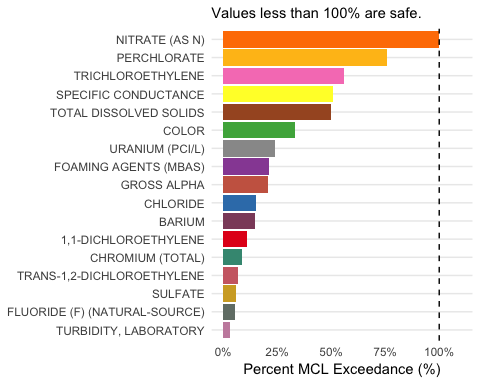 Values less than 100% are safe.
NITRATE (AS N)
PERCHLORATE
TRICHLOROETHYLENE
SPECIFIC CONDUCTANCE
TOTAL DISSOLVED SOLIDS
COLOR
URANIUM (PCI/L)
FOAMING AGENTS (MBAS)
GROSS ALPHA
CHLORIDE
BARIUM
1,1-DICHLOROETHYLENE
CHROMIUM (TOTAL)
TRANS-1,2-DICHLOROETHYLENE
SULFATE
FLUORIDE (F) (NATURAL-SOURCE)
TURBIDITY, LABORATORY
0% 25% 50% 75% 100%
Percent MCL Exceedance (%)